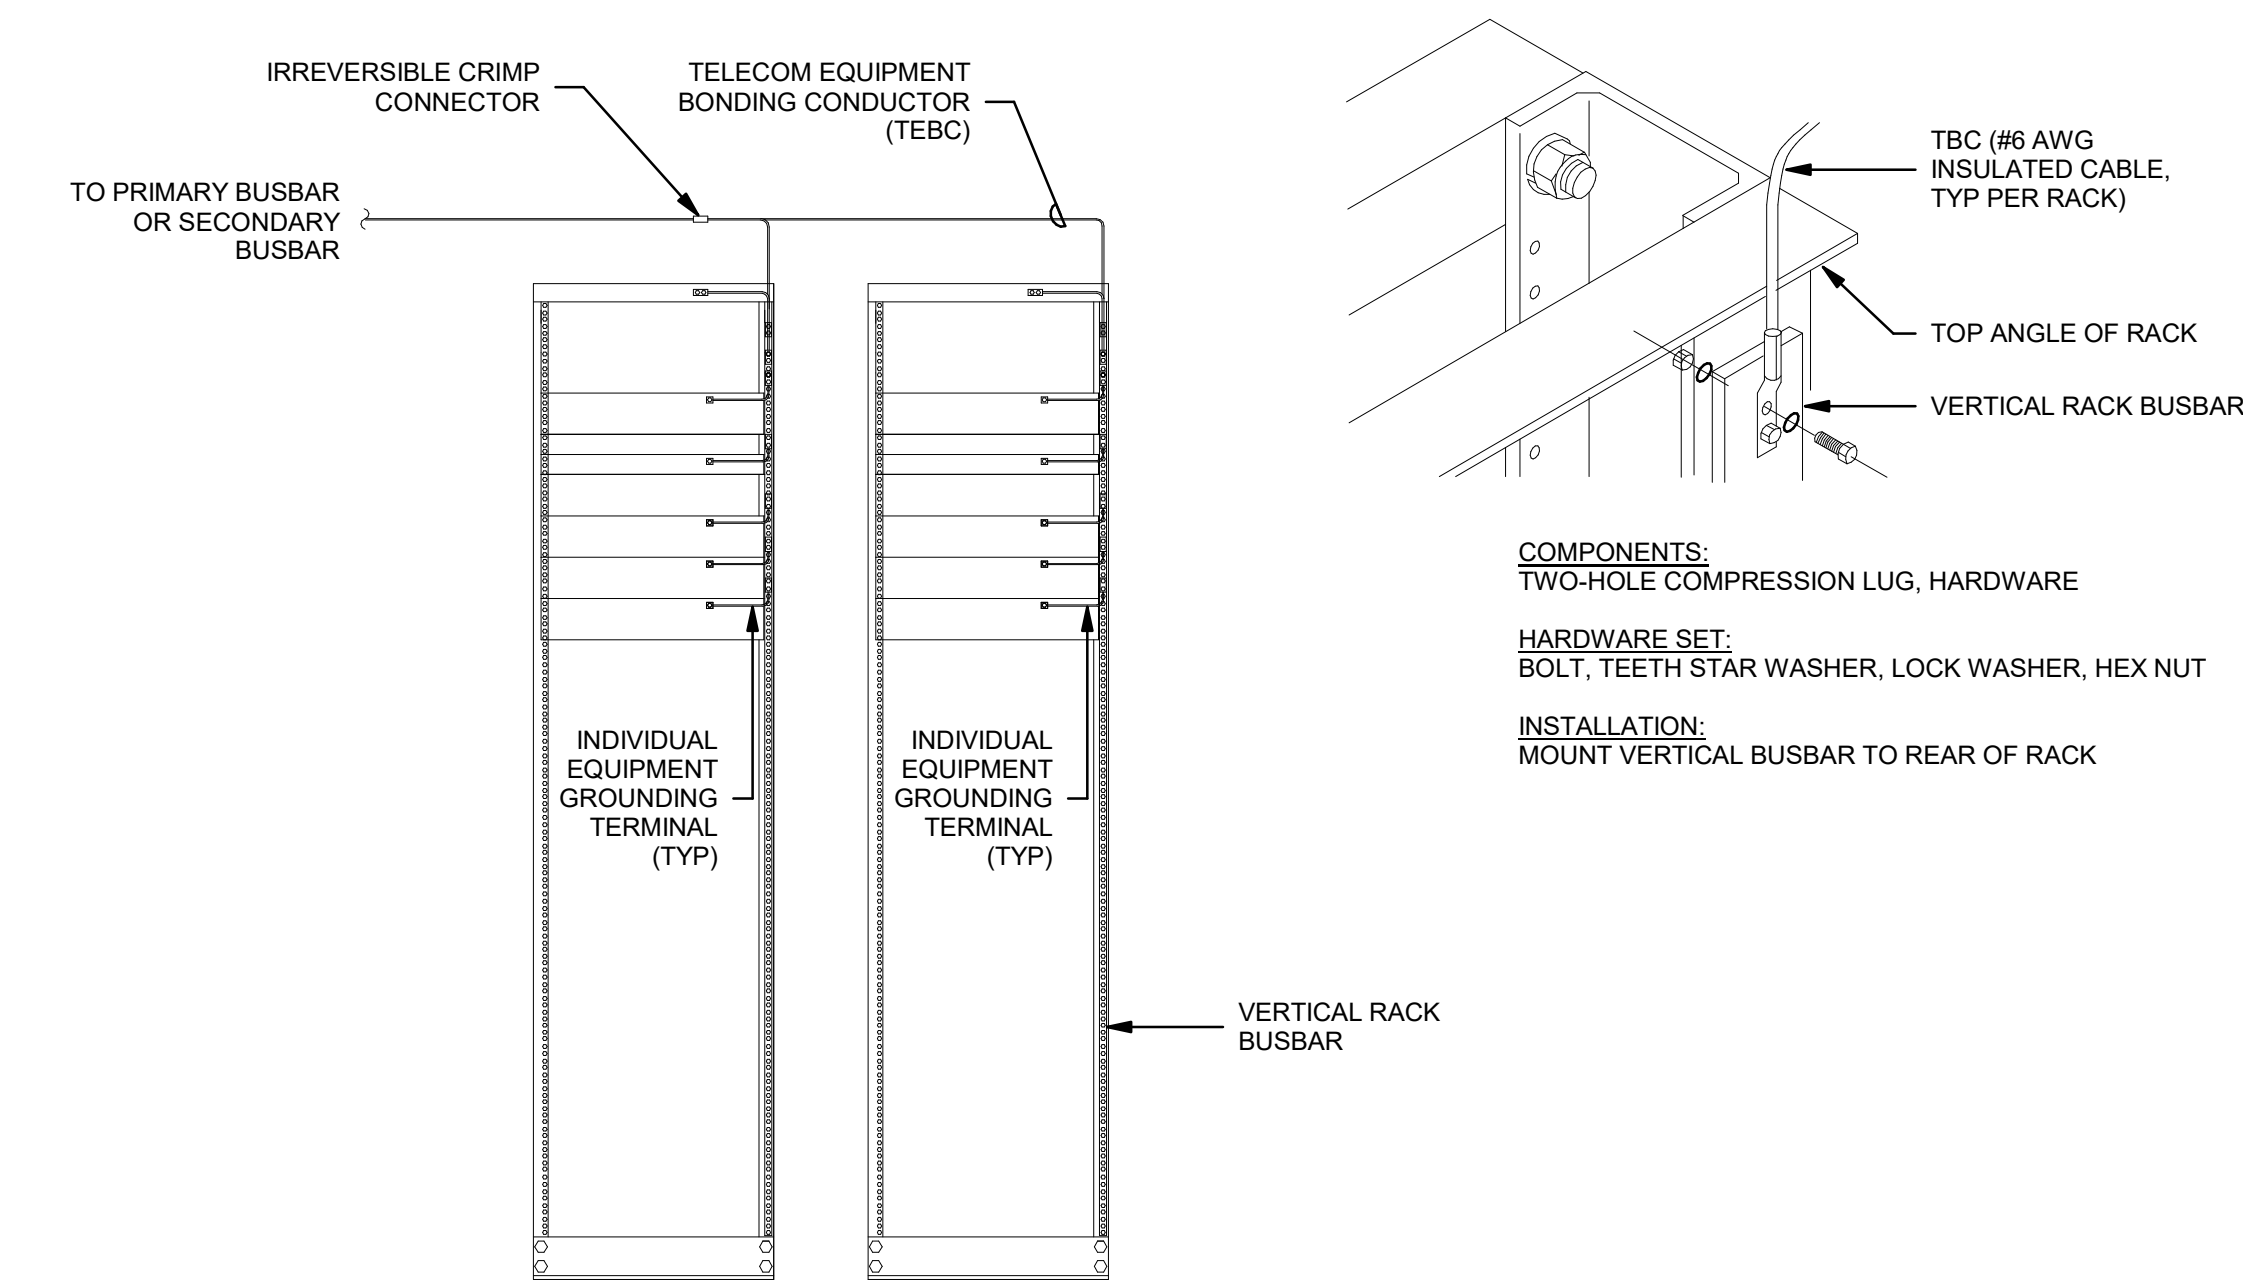 IRREVERSIBLE CRIMP
CONNECTOR
TELECOM EQUIPMENT
BONDING CONDUCTOR
(TEBC)
TO PRIMARY BUSBAR
OR SECONDARY
BUSBAR
INDIVIDUAL
EQUIPMENT
GROUNDING
TERMINAL
(TYP)
INDIVIDUAL
EQUIPMENT
GROUNDING
TERMINAL
(TYP)
VERTICAL RACK
BUSBAR
TBC (#6 AWG
INSULATED CABLE,
TYP PER RACK)
TOP ANGLE OF RACK
VERTICAL RACK BUSBAR
COMPONENTS:
TWO-HOLE COMPRESSION LUG, HARDWARE
HARDWARE SET:
BOLT, TEETH STAR WASHER, LOCK WASHER, HEX NUT
INSTALLATION:
MOUNT VERTICAL BUSBAR TO REAR OF RACK